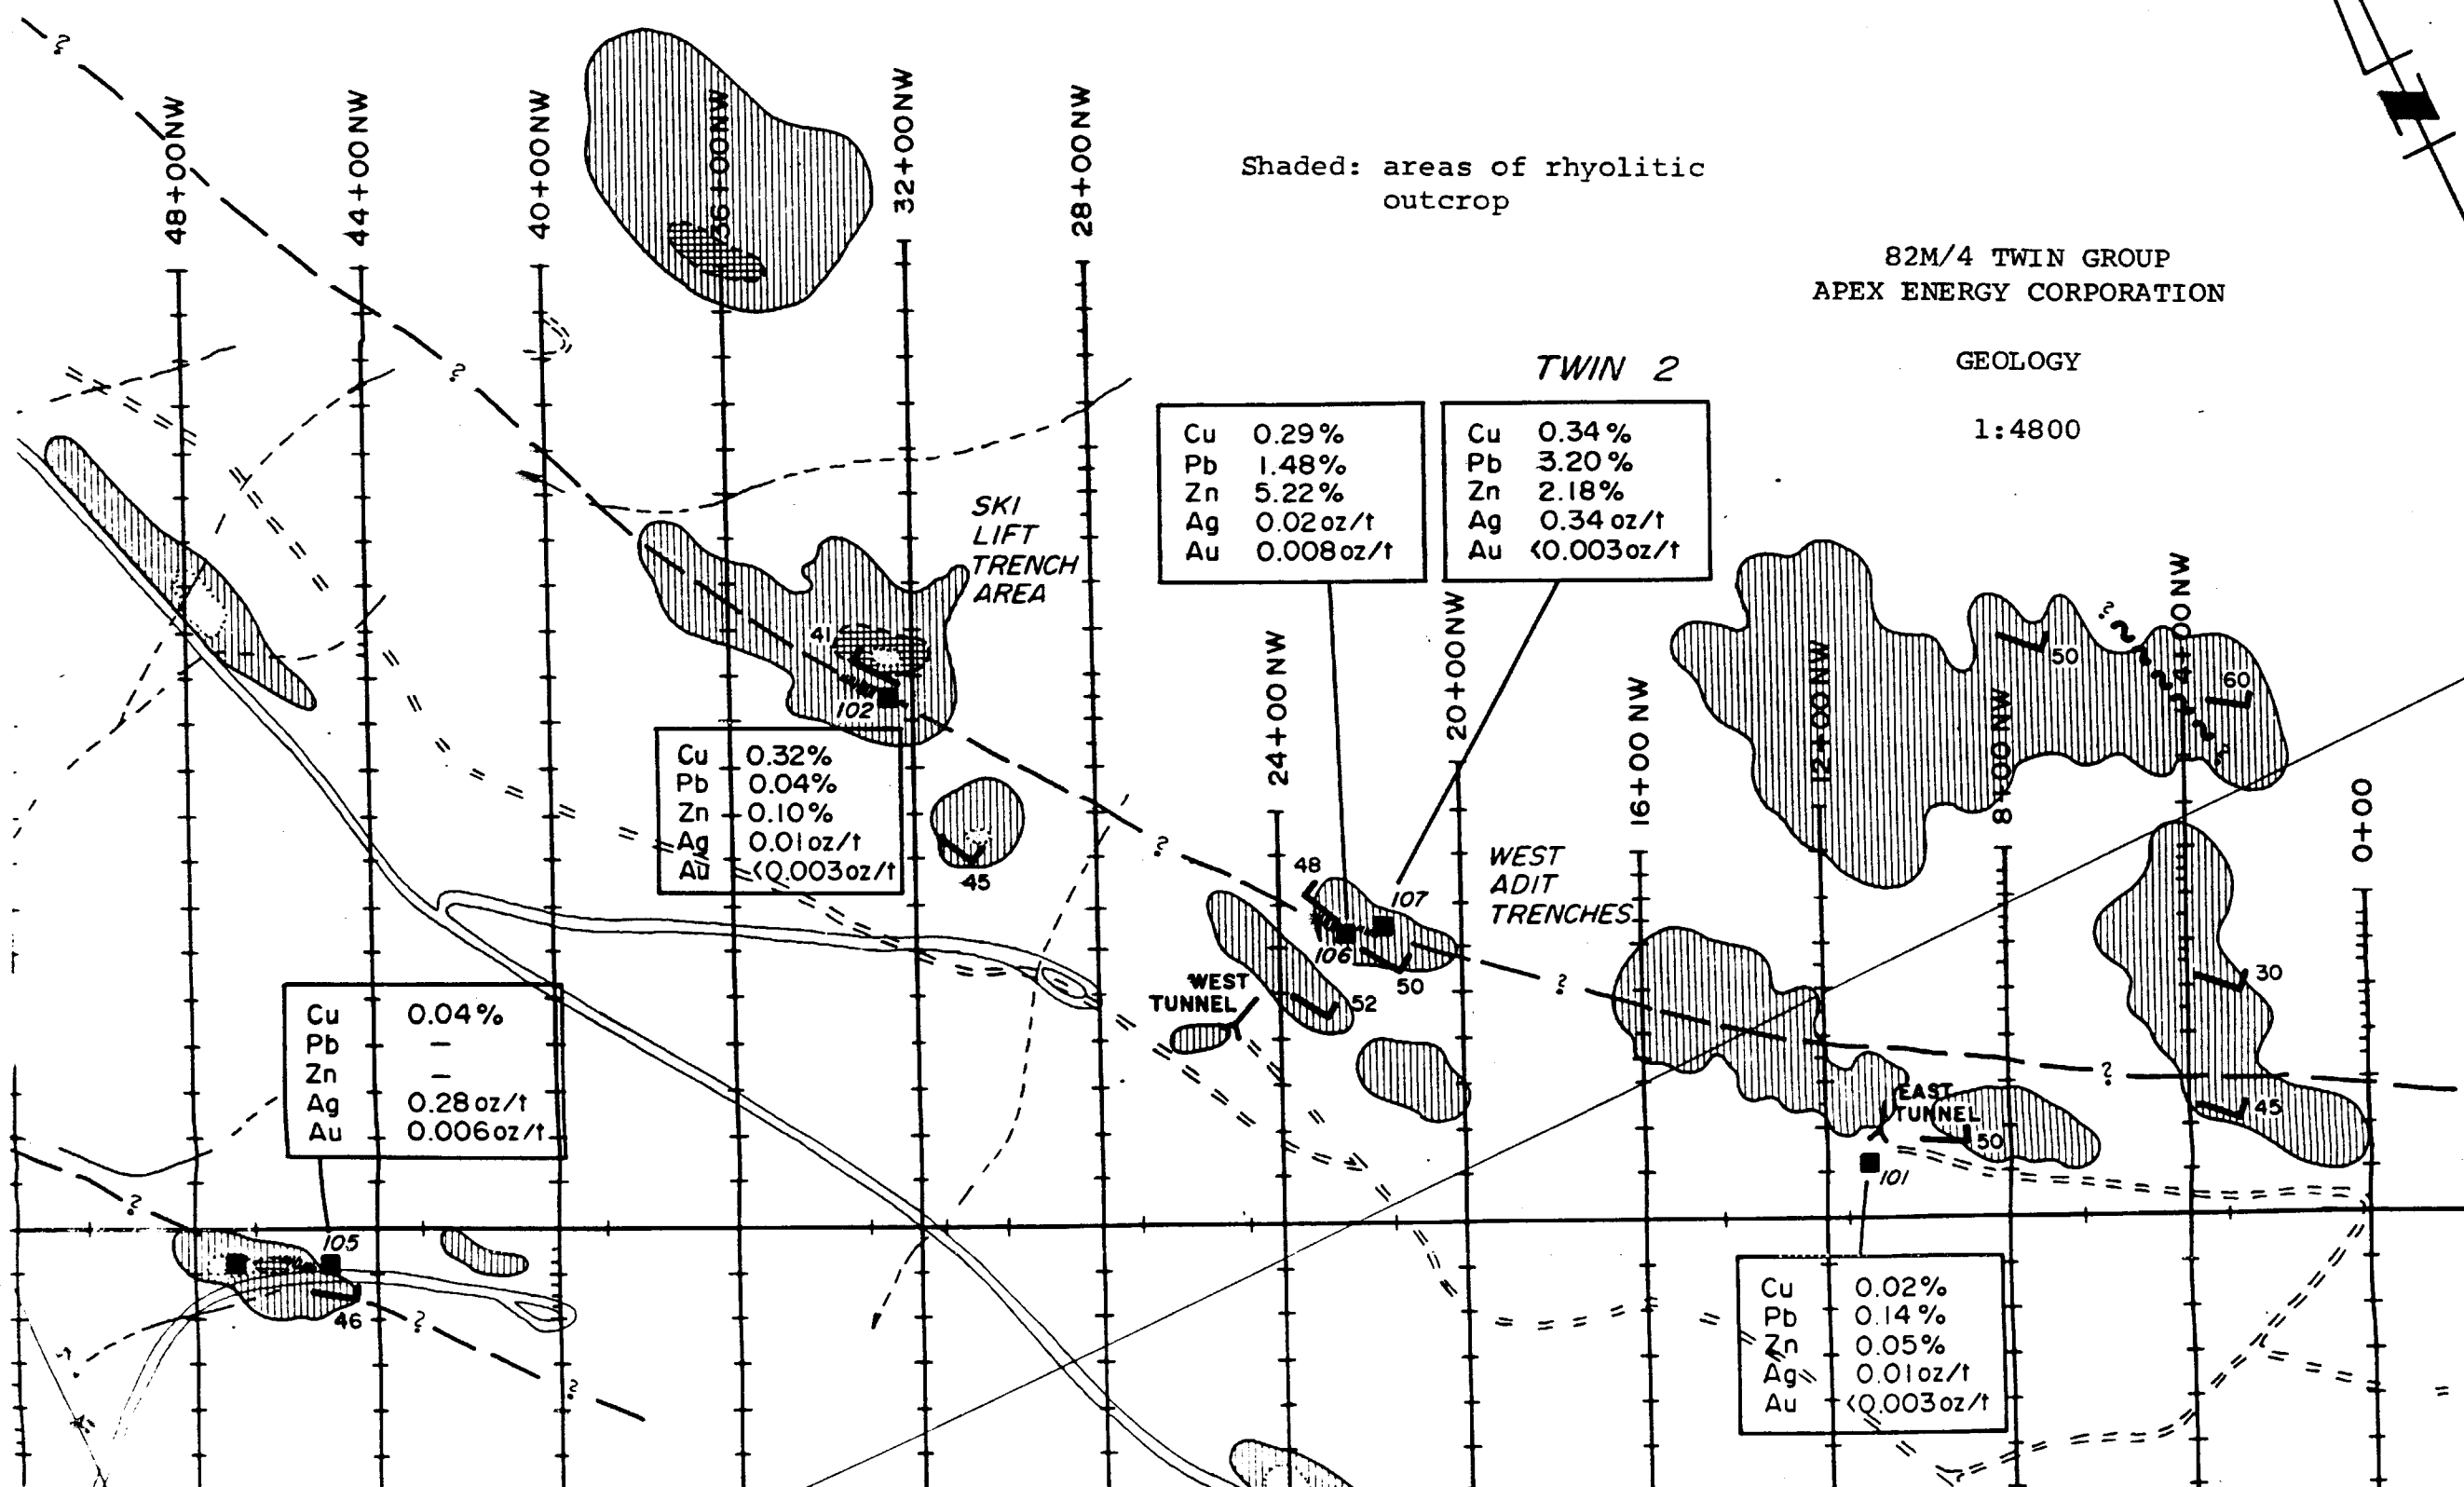 ?
48+00NW
44+00NW
40+00NW
36+00NW
32+00NW
28+00NW
Shaded: areas of rhyolitic
outcrop
82M/4 TWIN GROUP
APEX ENERGY CORPORATION
GEOLOGY
1:4800
TWIN 2
?
Cu 0.29%
Pb 1.48%
Zn 5.22%
Ag 0.02 oz/t
Au 0.008 oz/t
Cu 0.34%
Pb 3.20%
Zn 2.18%
Ag 0.34 oz/t
Au <0.003 oz/t
SKI
LIFT
TRENCH
AREA
41
102
Cu 0.32%
Pb 0.04%
Zn 0.10%
Ag 0.01 oz/t
Au <0.003 oz/t
45
24+00NW
20+00NW
16+00NW
12+00NW
8+00NW
4+00NW
0+00
?
50
60
?
?
48
107
106
50
52
WEST
ADIT
TRENCHES
WEST
TUNNEL
?
30
?
45
EAST
TUNNEL
50
101
Cu 0.04%
Pb —
Zn —
Ag 0.28 oz/t
Au 0.006 oz/t
?
105
46
?
?
Cu 0.02%
Pb 0.14%
Zn 0.05%
Ag 0.01 oz/t
Au <0.003 oz/t